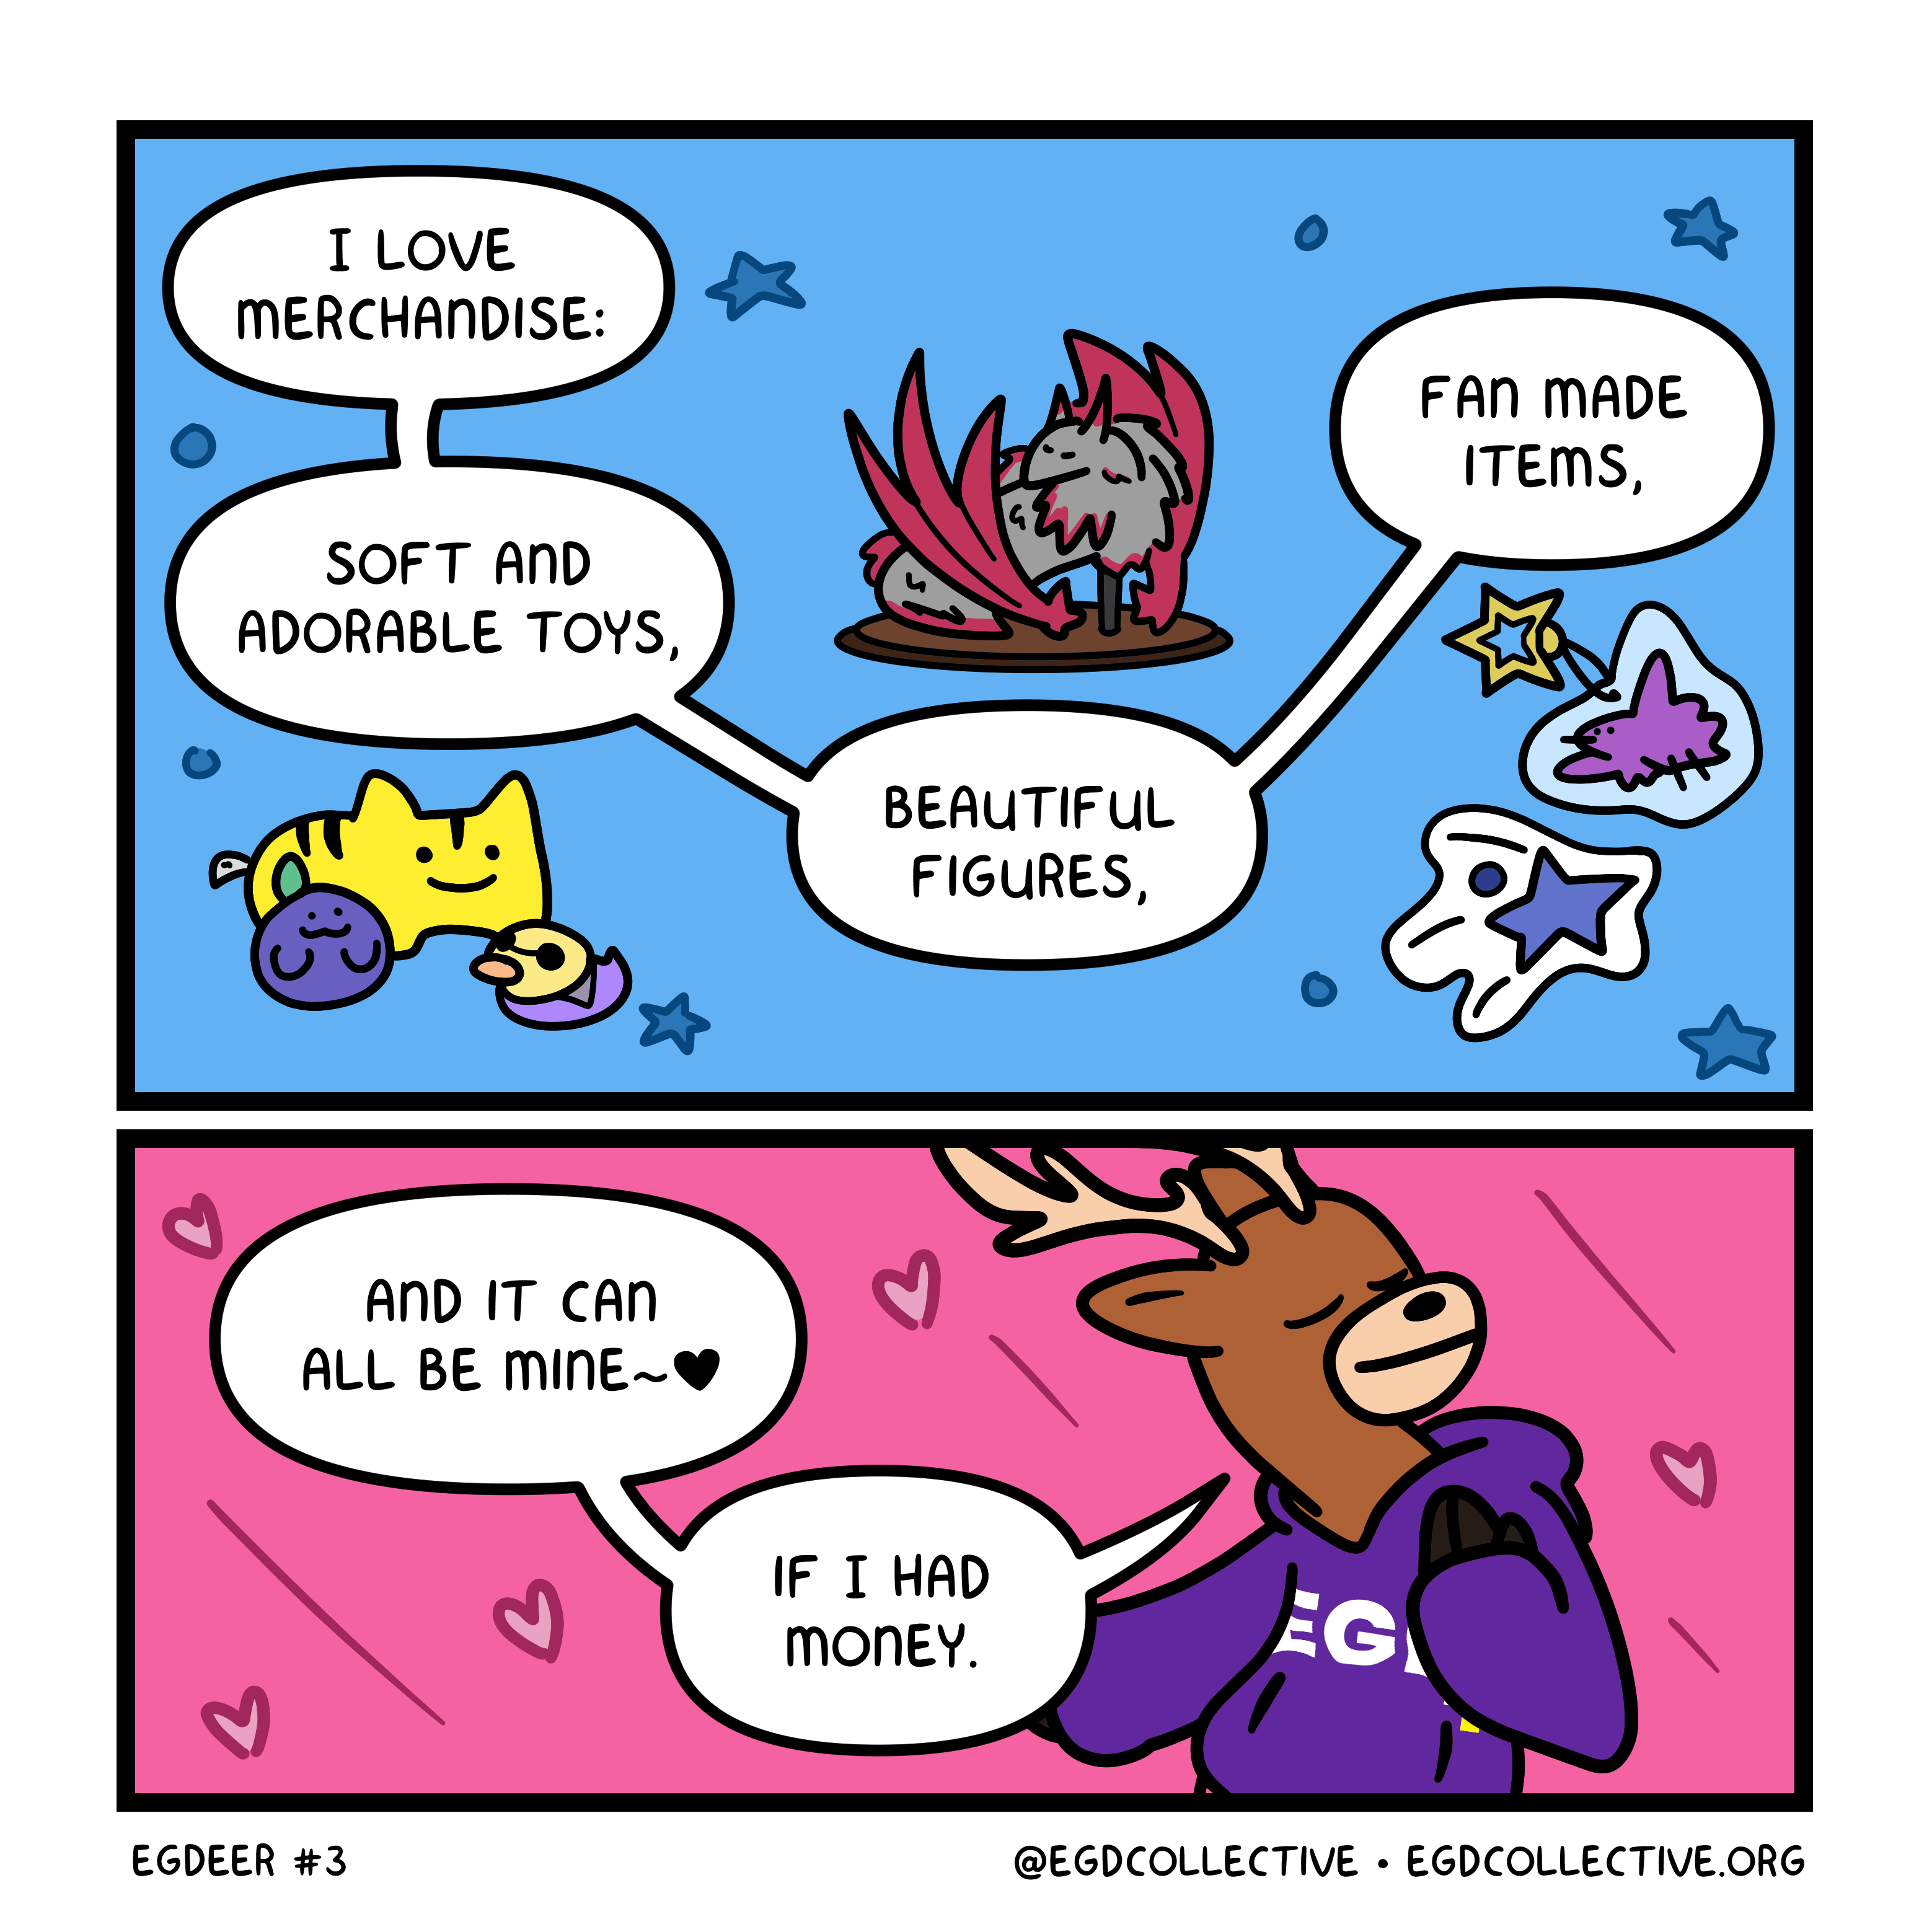 I LOVE
MERCHANDISE:
SOFT AND
ADORABLE TOYS,
BEAUTIFUL
FIGURES,
FAN MADE
ITEMS,
AND IT CAN
ALL BE MINE~♥
IF I HAD
MONEY.
EG
EGDEER #3
@EGDCOLLECTIVE • EGDCOLLECTIVE.ORG